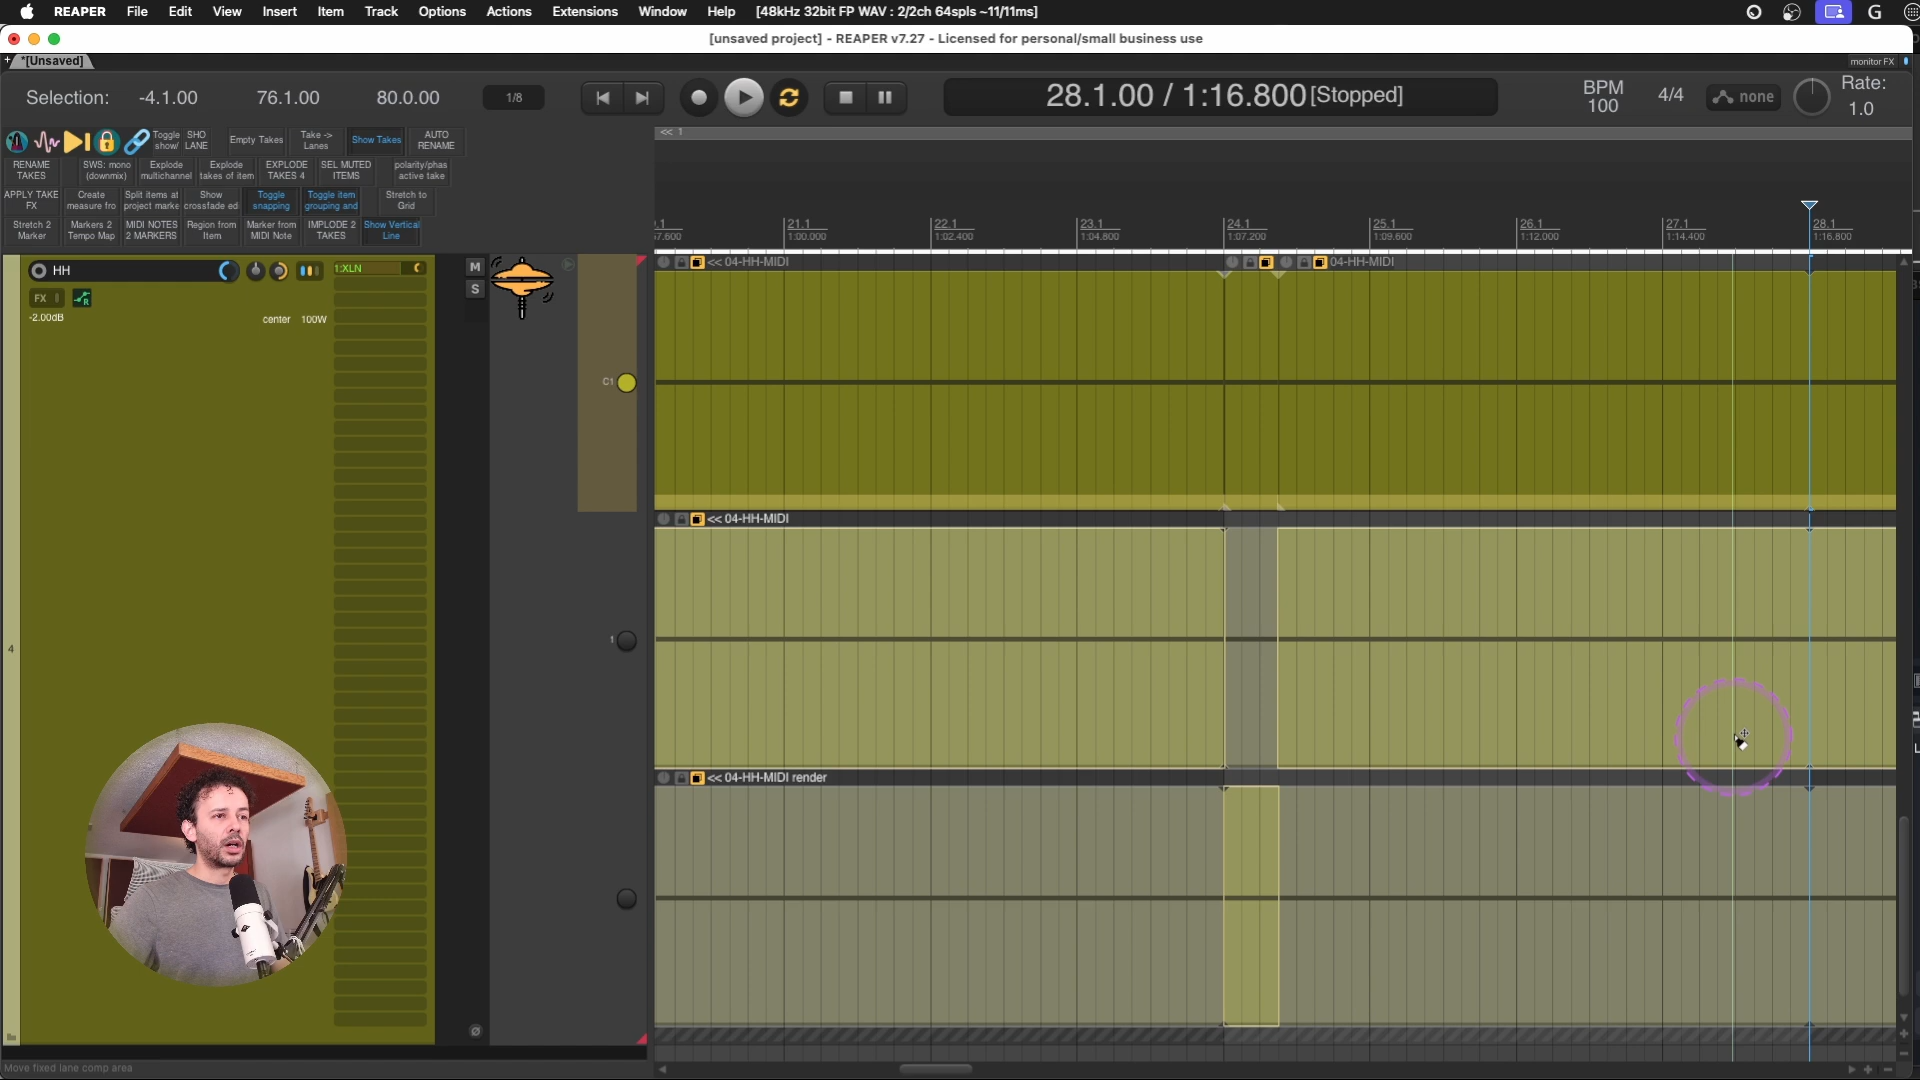 REAPER File Edit View Insert Item Track Options Actions Extensions Window Help [48kHz 32bit FP WAV : 2/2ch 64spls ~11/11ms]
[unsaved project] - REAPER v7.27 - Licensed for personal/small business use
+ *[Unsaved] monitor FX
Selection: -4.1.00 76.1.00 80.0.00 1/8 28.1.00 / 1:16.800 [Stopped] BPM 100 4/4 none Rate: 1.0
Toggle show/ SHO LANE Empty Takes Take -> Lanes Show Takes AUTO RENAME
RENAME TAKES SWS: mono (downmix) Explode multichannel Explode takes of item EXPLODE TAKES 4 SEL MUTED ITEMS polarity/phas active take
APPLY TAKE FX Create measure fro Split items at project marke Show crossfade ed Toggle snapping Toggle item grouping and Stretch to Grid
Stretch 2 Marker Markers 2 Tempo Map MIDI NOTES 2 MARKERS Region from Item Marker from MIDI Note IMPLODE 2 TAKES Show Vertical Line
<< 1
.1 21.1 22.1 23.1 24.1 25.1 26.1 27.1 28.1
57.600 1:00.000 1:02.400 1:04.800 1:07.200 1:09.600 1:12.000 1:14.400 1:16.800
HH 1:XLN M
FX S
-2.00dB center 100W
<< 04-HH-MIDI 04-HH-MIDI
C1
<< 04-HH-MIDI
1
4
<< 04-HH-MIDI render
Move fixed lane comp area